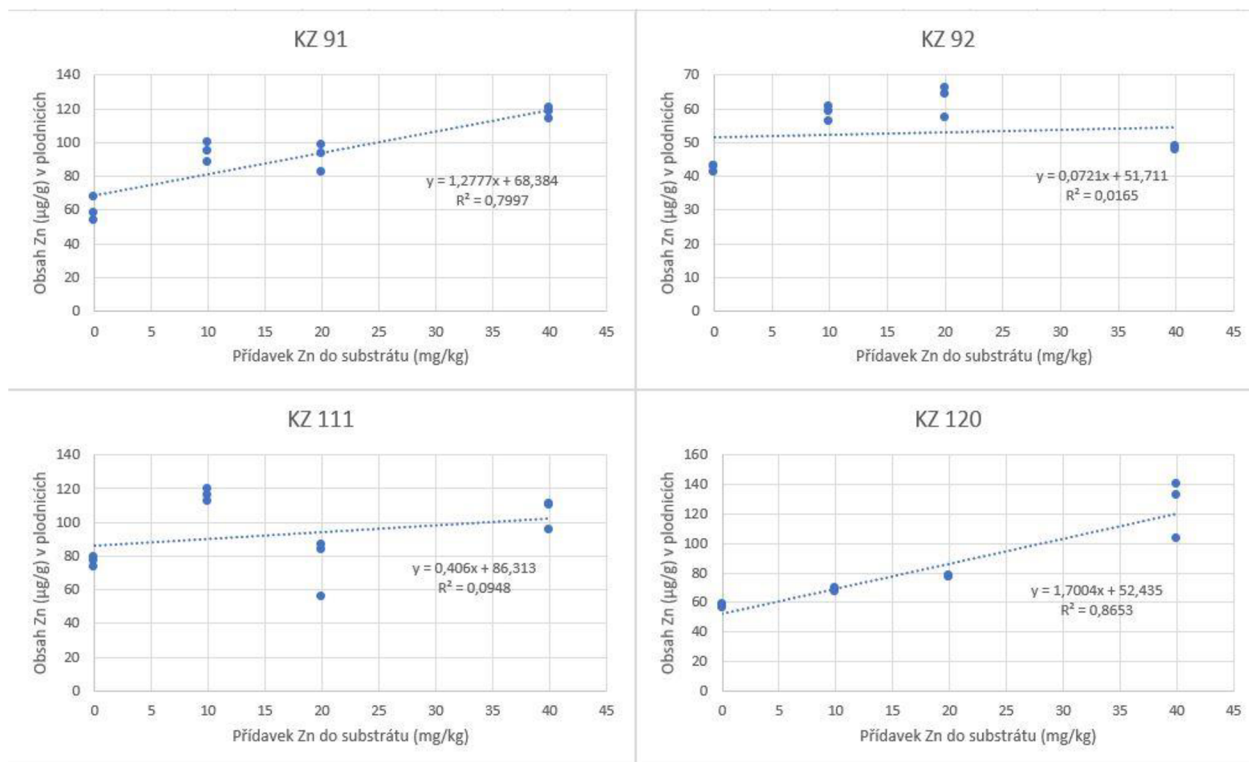 KZ 91
Obsah Zn (µg/g) v plodnicích
140
120
100
80
60
40
20
0
y = 1,2777x + 68,384
R² = 0,7997
0 5 10 15 20 25 30 35 40 45
Přídavek Zn do substrátu (mg/kg)
KZ 92
Obsah Zn (µg/g) v plodnicích
70
60
50
40
30
20
10
0
y = 0,0721x + 51,711
R² = 0,0165
0 5 10 15 20 25 30 35 40 45
Přídavek Zn do substrátu (mg/kg)
KZ 111
Obsah Zn (µg/g) v plodnicích
140
120
100
80
60
40
20
0
y = 0,406x + 86,313
R² = 0,0948
0 5 10 15 20 25 30 35 40 45
Přídavek Zn do substrátu (mg/kg)
KZ 120
Obsah Zn (µg/g) v plodnicích
160
140
120
100
80
60
40
20
0
y = 1,7004x + 52,435
R² = 0,8653
0 5 10 15 20 25 30 35 40 45
Přídavek Zn do substrátu (mg/kg)